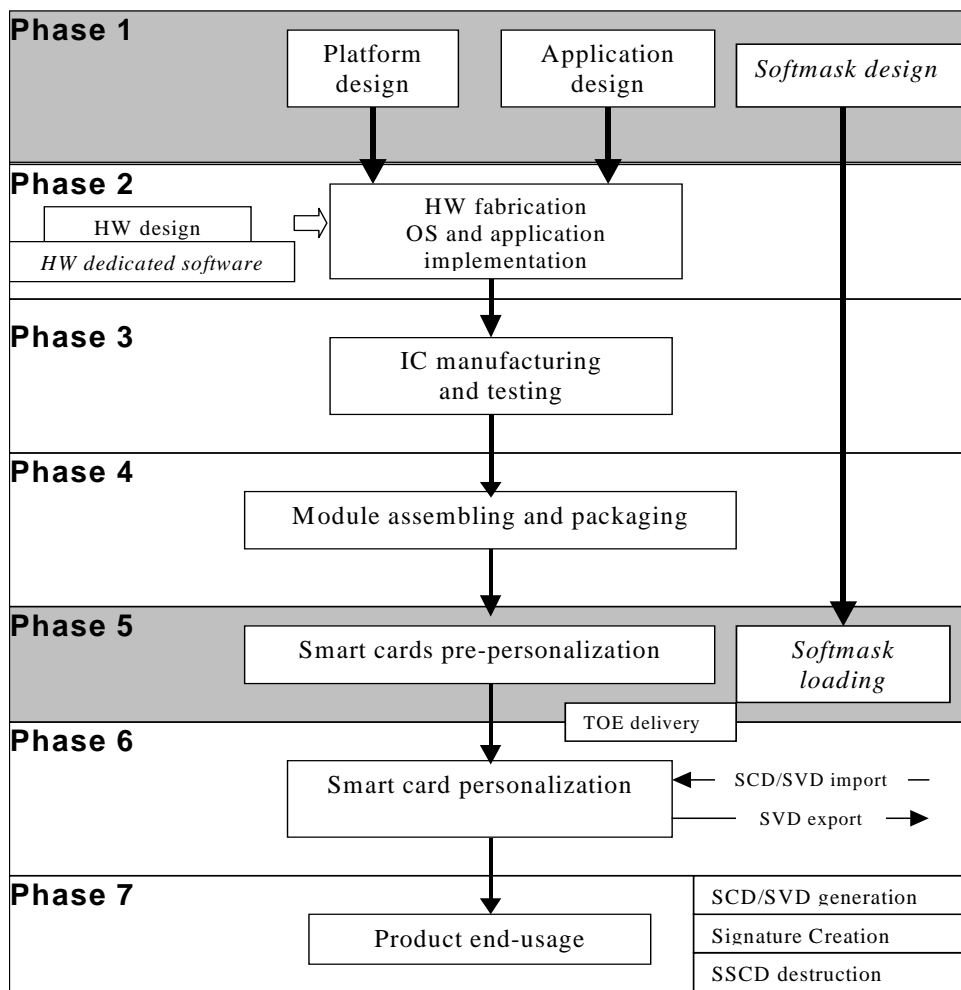 Phase 1
Platform
design
Application
design
Softmask design
Phase 2
HW design
HW dedicated software
HW fabrication
OS and application
implementation
Phase 3
IC manufacturing
and testing
Phase 4
Module assembling and packaging
Phase 5
Smart cards pre-personalization
Softmask
loading
TOE delivery
Phase 6
Smart card personalization
SCD/SVD import
SVD export
Phase 7
Product end-usage
SCD/SVD generation
Signature Creation
SSCD destruction